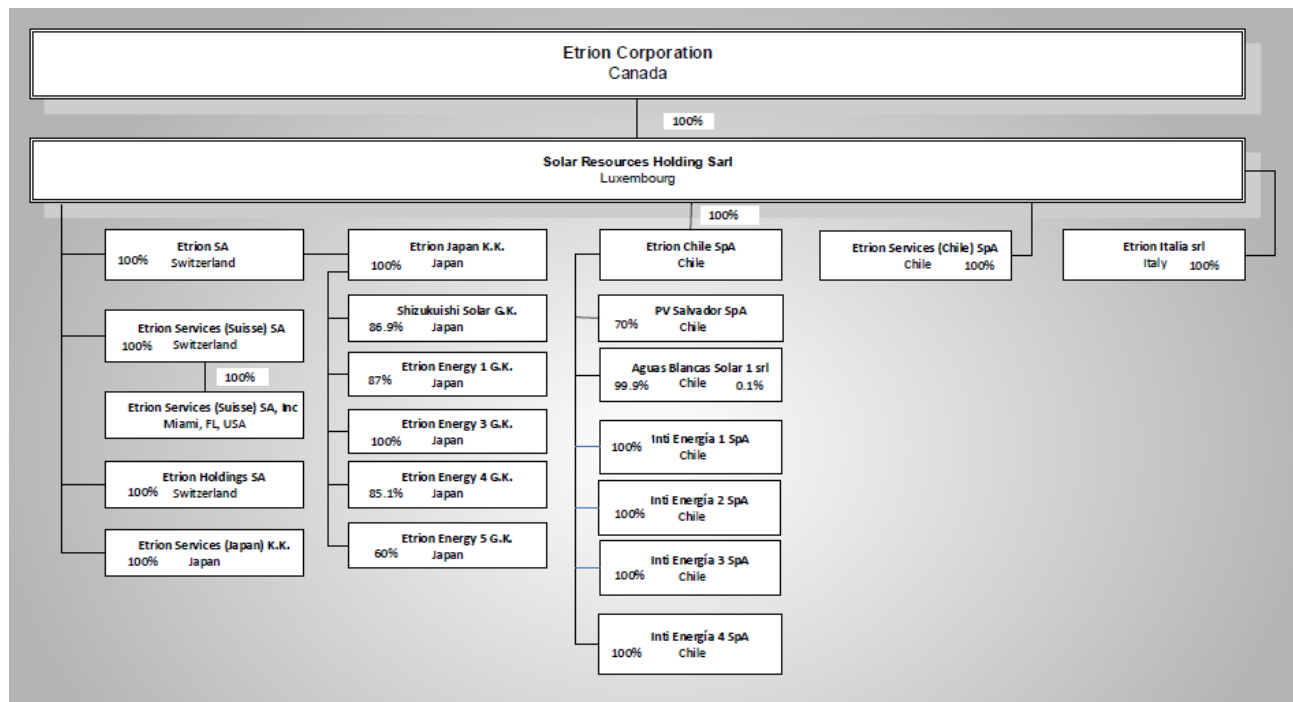 Etrion Corporation
Canada
100%
Solar Resources Holding Sarl
Luxembourg
100%
Etrion SA
100% Switzerland
Etrion Services (Suisse) SA
100% Switzerland
100%
Etrion Services (Suisse) SA, Inc
Miami, FL, USA
Etrion Holdings SA
100% Switzerland
Etrion Services (Japan) K.K.
100% Japan
Etrion Japan K.K.
100% Japan
Shizukuishi Solar G.K.
86.9% Japan
Etrion Energy 1 G.K.
87% Japan
Etrion Energy 3 G.K.
100% Japan
Etrion Energy 4 G.K.
85.1% Japan
Etrion Energy 5 G.K.
60% Japan
Etrion Chile SpA
Chile
PV Salvador SpA
70% Chile
Aguas Blancas Solar 1 srl
99.9% Chile 0.1%
Inti Energía 1 SpA
100% Chile
Inti Energía 2 SpA
100% Chile
Inti Energía 3 SpA
100% Chile
Inti Energía 4 SpA
100% Chile
Etrion Services (Chile) SpA
Chile 100%
Etrion Italia srl
Italy 100%